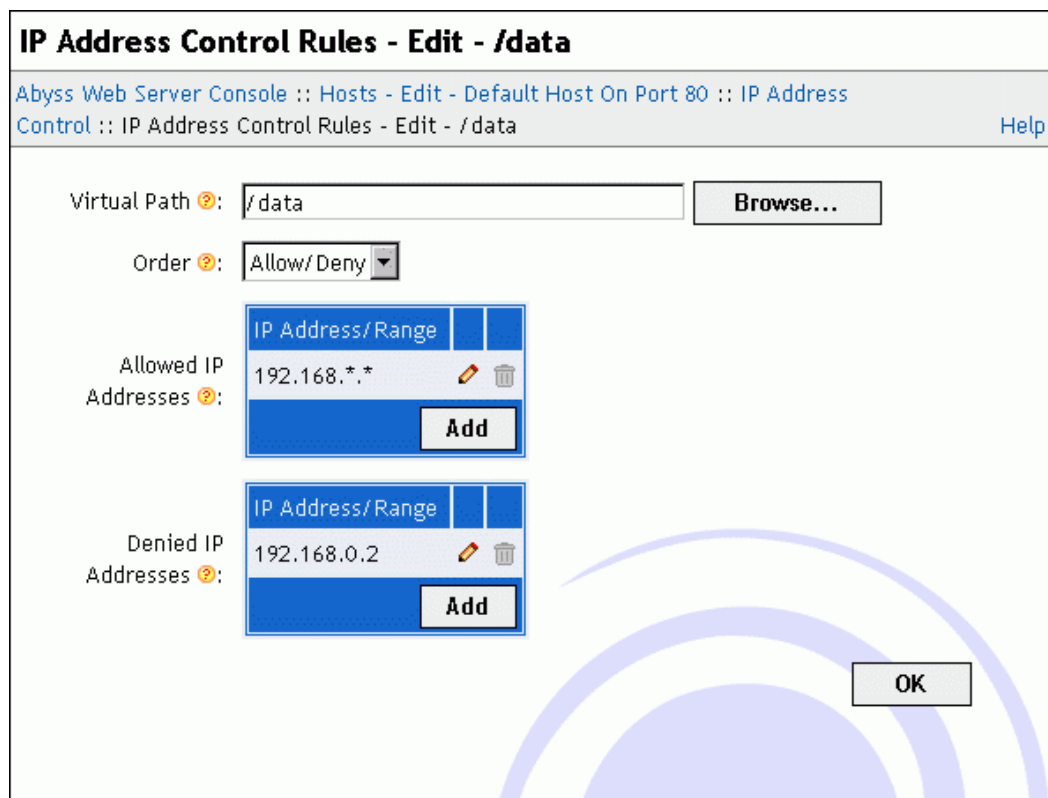 IP Address Control Rules - Edit - /data
Abyss Web Server Console :: Hosts - Edit - Default Host On Port 80 :: IP Address
Control :: IP Address Control Rules - Edit - /data Help
Virtual Path ?: /data Browse...
Order ?: Allow/Deny
IP Address/Range
Allowed IP
Addresses ?:
192.168.*.*
Add
IP Address/Range
Denied IP
Addresses ?:
192.168.0.2
Add
OK